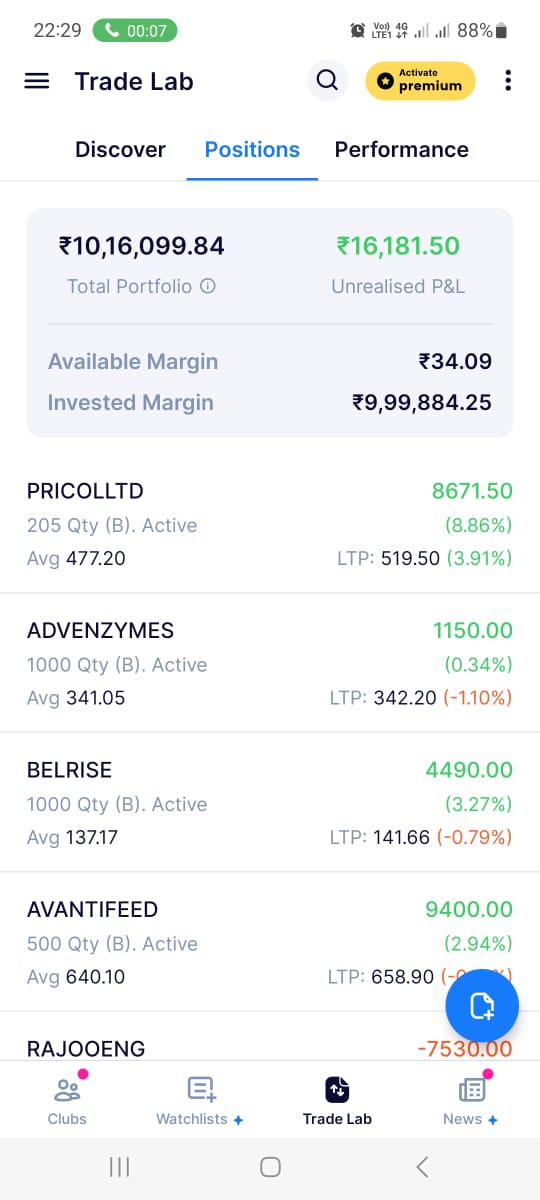 22:29 00:07 Vo) 4G LTE1 88%
Trade Lab Activate premium
Discover Positions Performance
₹10,16,099.84 ₹16,181.50
Total Portfolio Unrealised P&L
Available Margin ₹34.09
Invested Margin ₹9,99,884.25
PRICOLLTD 8671.50
205 Qty (B). Active (8.86%)
Avg 477.20 LTP: 519.50 (3.91%)
ADVENZYMES 1150.00
1000 Qty (B). Active (0.34%)
Avg 341.05 LTP: 342.20 (-1.10%)
BELRISE 4490.00
1000 Qty (B). Active (3.27%)
Avg 137.17 LTP: 141.66 (-0.79%)
AVANTIFEED 9400.00
500 Qty (B). Active (2.94%)
Avg 640.10 LTP: 658.90
RAJOOENG -7530.00
Clubs Watchlists Trade Lab News